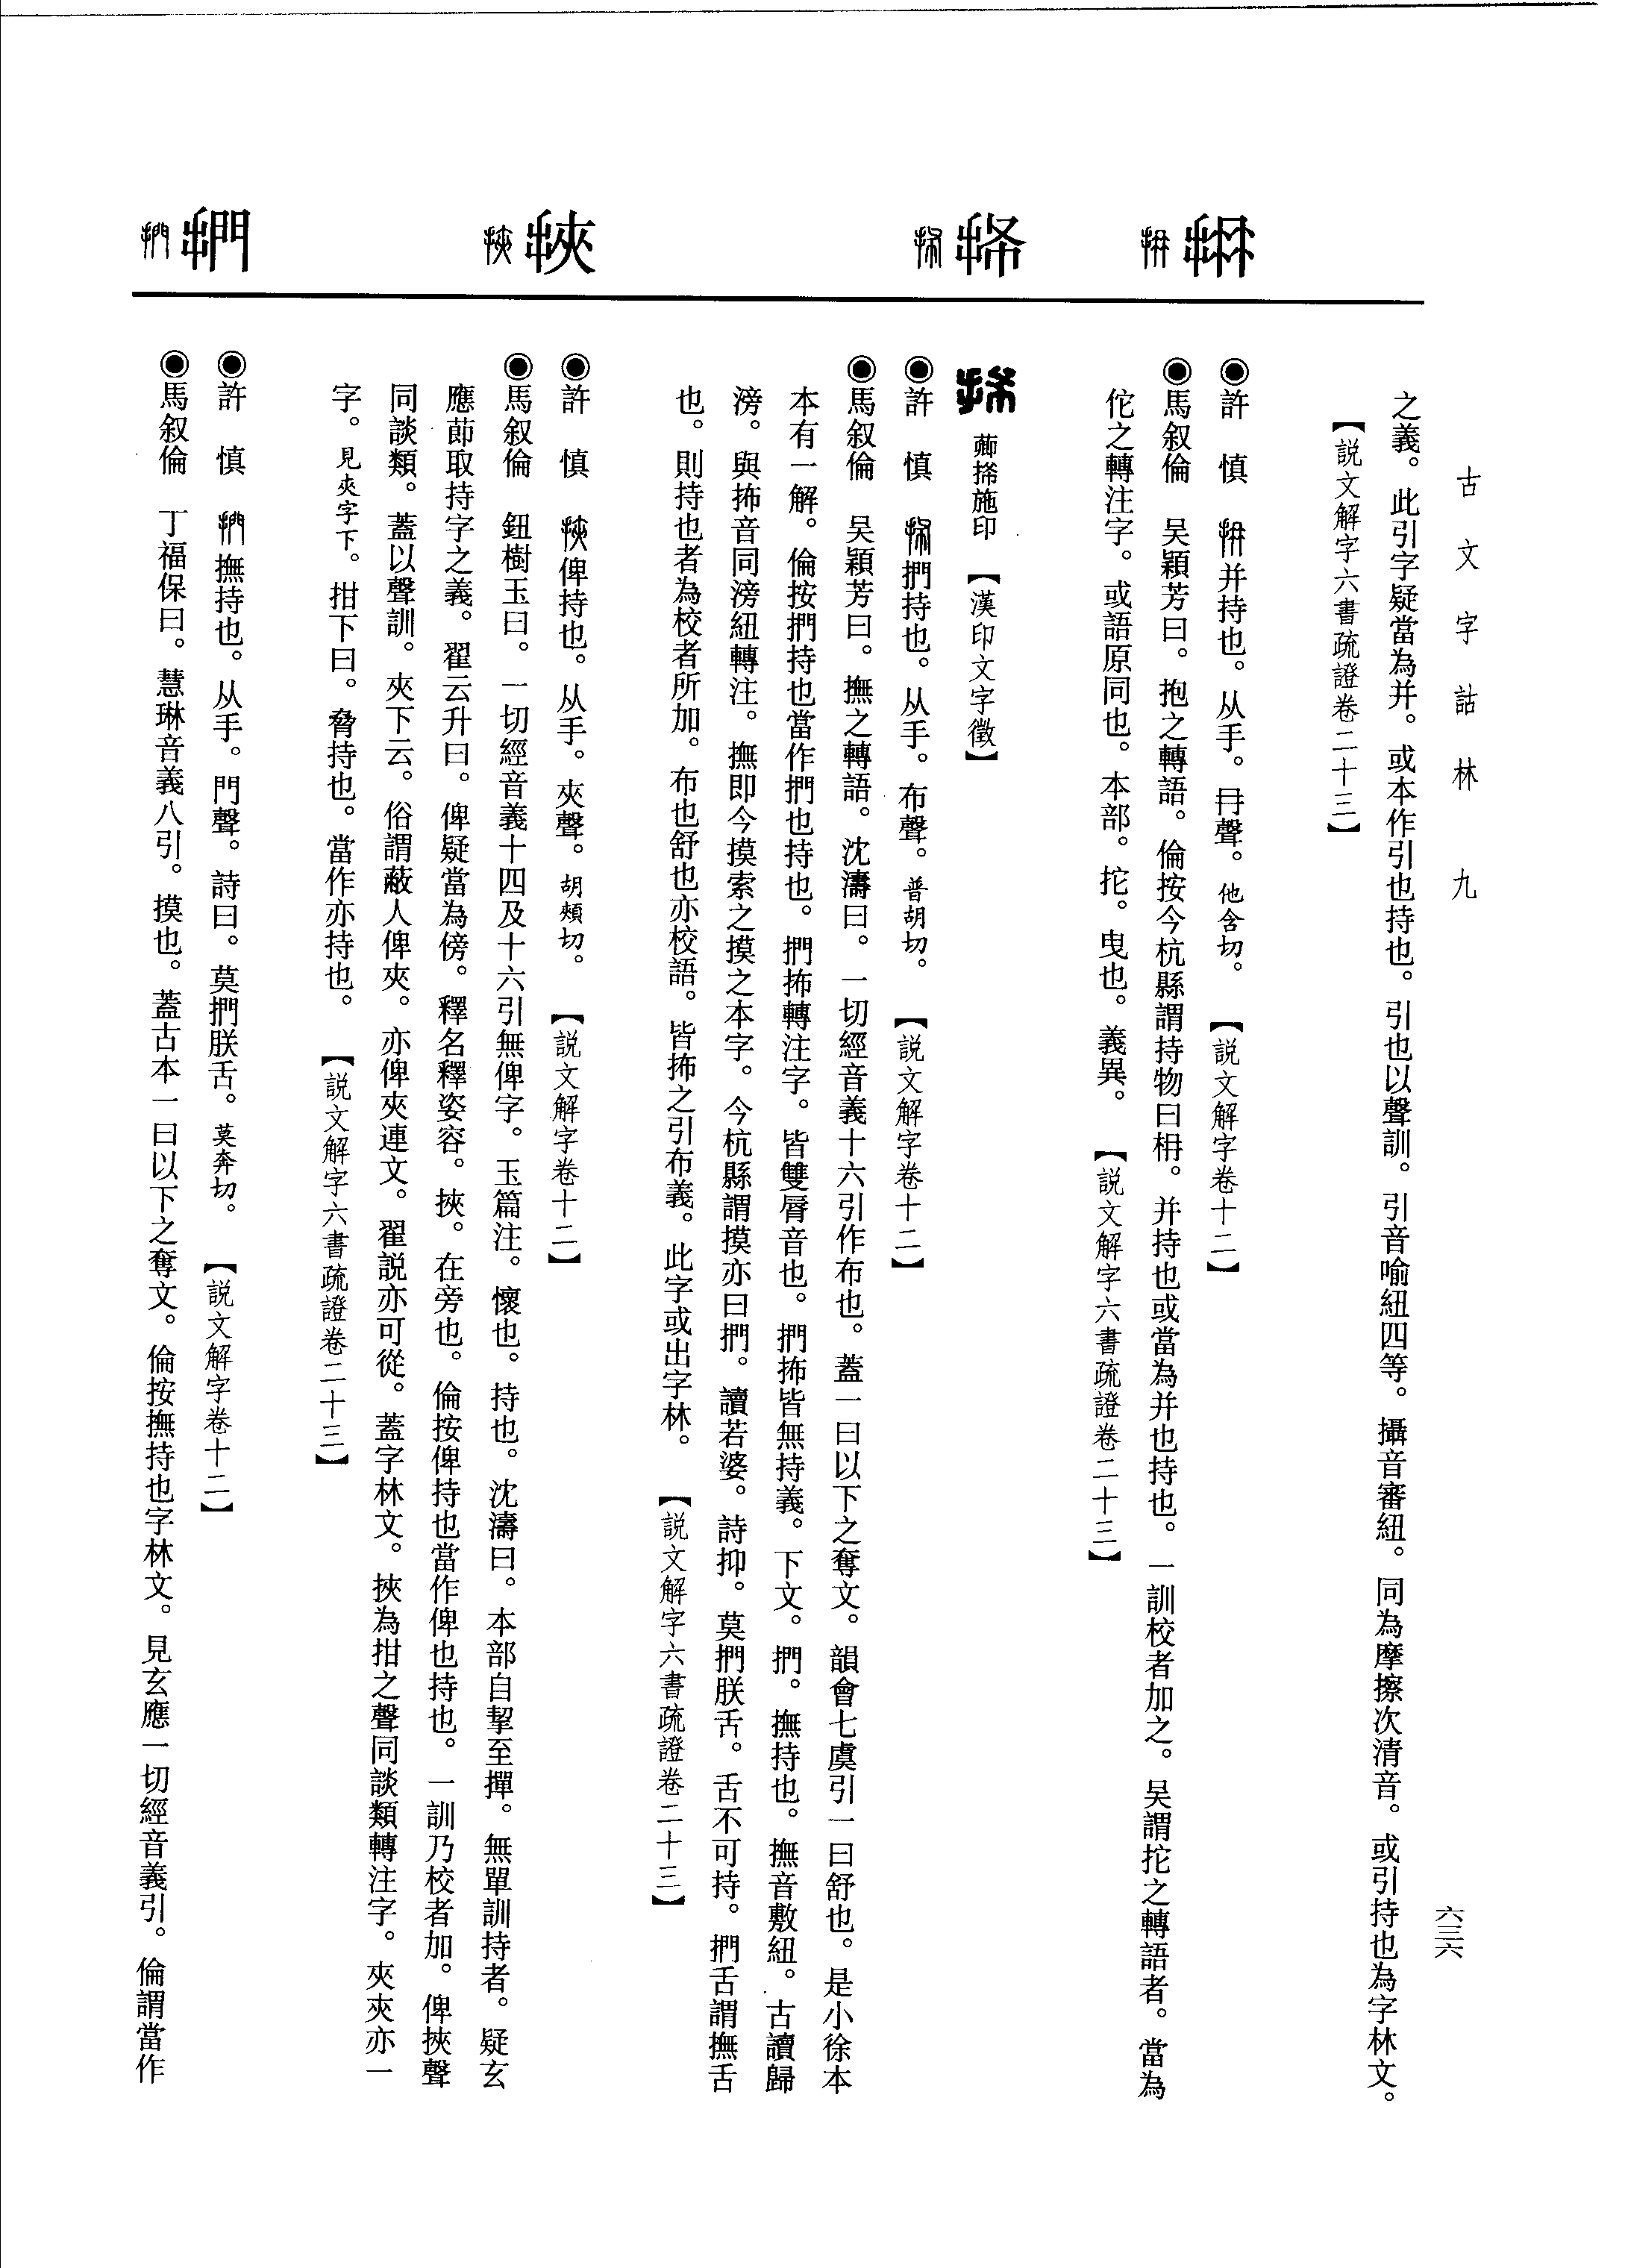 古文字詁林 九
六三六
之義。此引字疑當為并。或本作引也持也。引也以聲訓。引音喻紐四等。攝音審紐。同為摩擦次清音。或引持也為字林文。
【説文解字六書疏證卷二十三】
抩
◉許 慎 并持也。从手。冄聲。他含切。 【説文解字卷十二】
◉馬叙倫 吴穎芳曰。抱之轉語。倫按今杭縣謂持物曰抩。并持也或當為并也持也。一訓校者加之。吴謂拕之轉語者。當為
佗之轉注字。或語原同也。本部。拕。曳也。義異。 【説文解字六書疏證卷二十三】
抪
蔪抪施印 【漢印文字徵】
◉許 慎 捫持也。从手。布聲。普胡切。 【説文解字卷十二】
◉馬叙倫 吴穎芳曰。撫之轉語。沈濤曰。一切經音義十六引作布也。蓋一曰以下之奪文。韻會七虞引一曰舒也。是小徐本
本有一解。倫按捫持也當作捫也持也。捫抪轉注字。皆雙脣音也。捫抪皆無持義。下文。捫。撫持也。撫音敷紐。古讀歸
滂。與抪音同滂紐轉注。撫即今摸索之摸之本字。今杭縣謂摸亦曰捫。讀若婆。詩抑。莫捫朕舌。舌不可持。捫舌謂撫舌
也。則持也者為校者所加。布也舒也亦校語。皆抪之引布義。此字或出字林。 【説文解字六書疏證卷二十三】
挾
◉許 慎 俾持也。从手。夾聲。胡頰切。 【説文解字卷十二】
◉馬叙倫 鈕樹玉曰。一切經音義十四及十六引無俾字。玉篇注。懷也。持也。沈濤曰。本部自挈至撣。無單訓持者。疑玄
應節取持字之義。翟云升曰。俾疑當為傍。釋名釋姿容。挾。在旁也。倫按俾持也當作俾也持也。一訓乃校者加。俾挾聲
同談類。蓋以聲訓。夾下云。俗謂蔽人俾夾。亦俾夾連文。翟説亦可從。蓋字林文。挾為拑之聲同談類轉注字。夾夾亦一
字。見夾字下。拑下曰。脅持也。當作亦持也。 【説文解字六書疏證卷二十三】
捫
◉許 慎 撫持也。从手。門聲。詩曰。莫捫朕舌。莫奔切。 【説文解字卷十二】
◉馬叙倫 丁福保曰。慧琳音義八引。摸也。蓋古本一曰以下之奪文。倫按撫持也字林文。見玄應一切經音義引。倫謂當作